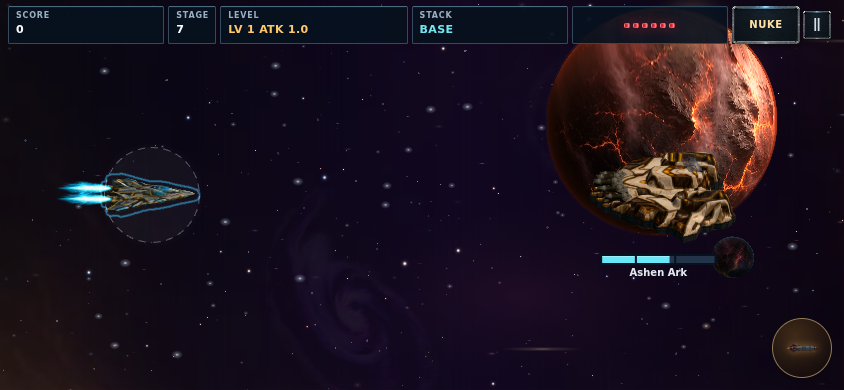 SCORE
0
STAGE
7
LEVEL
LV 1 ATK 1.0
STACK
BASE
NUKE
Ashen Ark